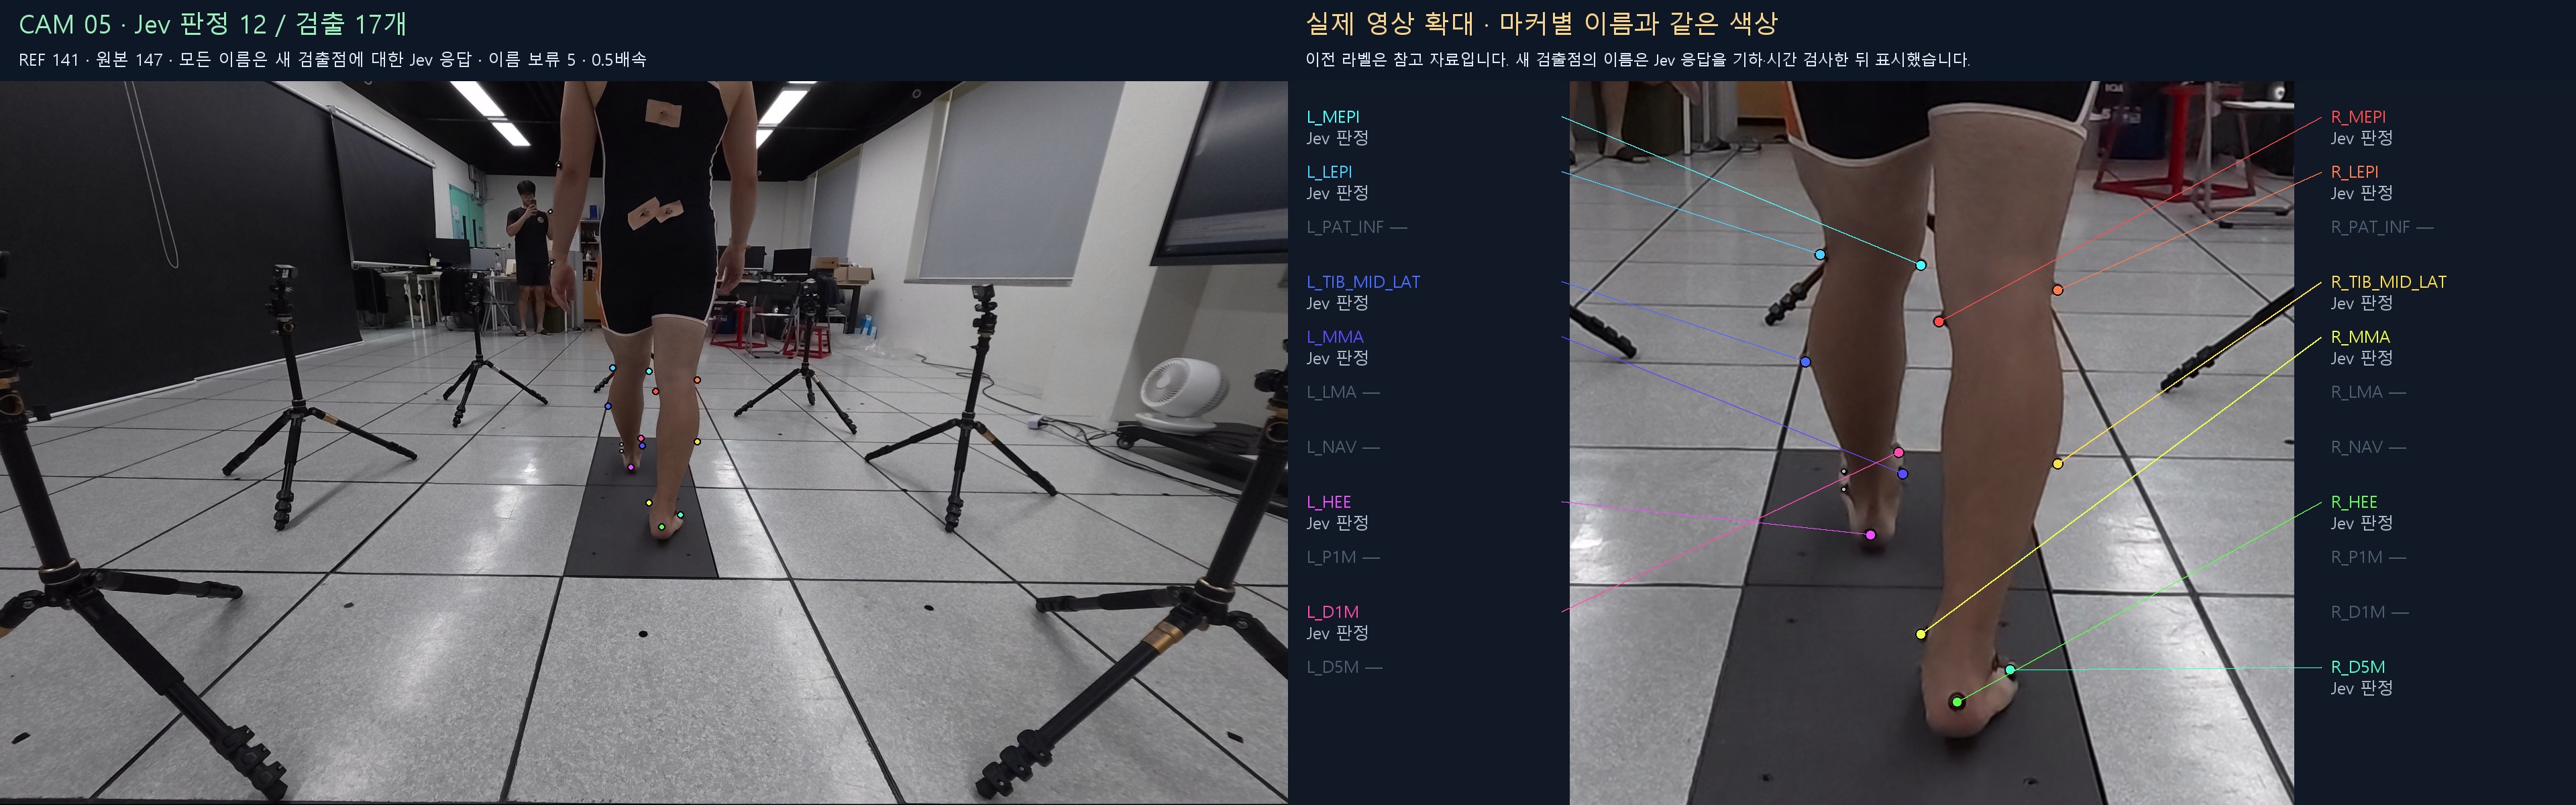 CAM 05 · Jev 판정 12 / 검출 17개
REF 141 · 원본 147 · 모든 이름은 새 검출점에 대한 Jev 응답 · 이름 보류 5 · 0.5배속
실제 영상 확대 · 마커별 이름과 같은 색상
이전 라벨은 참고 자료입니다. 새 검출점의 이름은 Jev 응답을 기하·시간 검사한 뒤 표시했습니다.
L_MEPI
Jev 판정
L_LEPI
Jev 판정
L_PAT_INF —
L_TIB_MID_LAT
Jev 판정
L_MMA
Jev 판정
L_LMA —
L_NAV —
L_HEE
Jev 판정
L_P1M —
L_D1M
Jev 판정
L_D5M —
R_MEPI
Jev 판정
R_LEPI
Jev 판정
R_PAT_INF —
R_TIB_MID_LAT
Jev 판정
R_MMA
Jev 판정
R_LMA —
R_NAV —
R_HEE
Jev 판정
R_P1M —
R_D1M —
R_D5M
Jev 판정